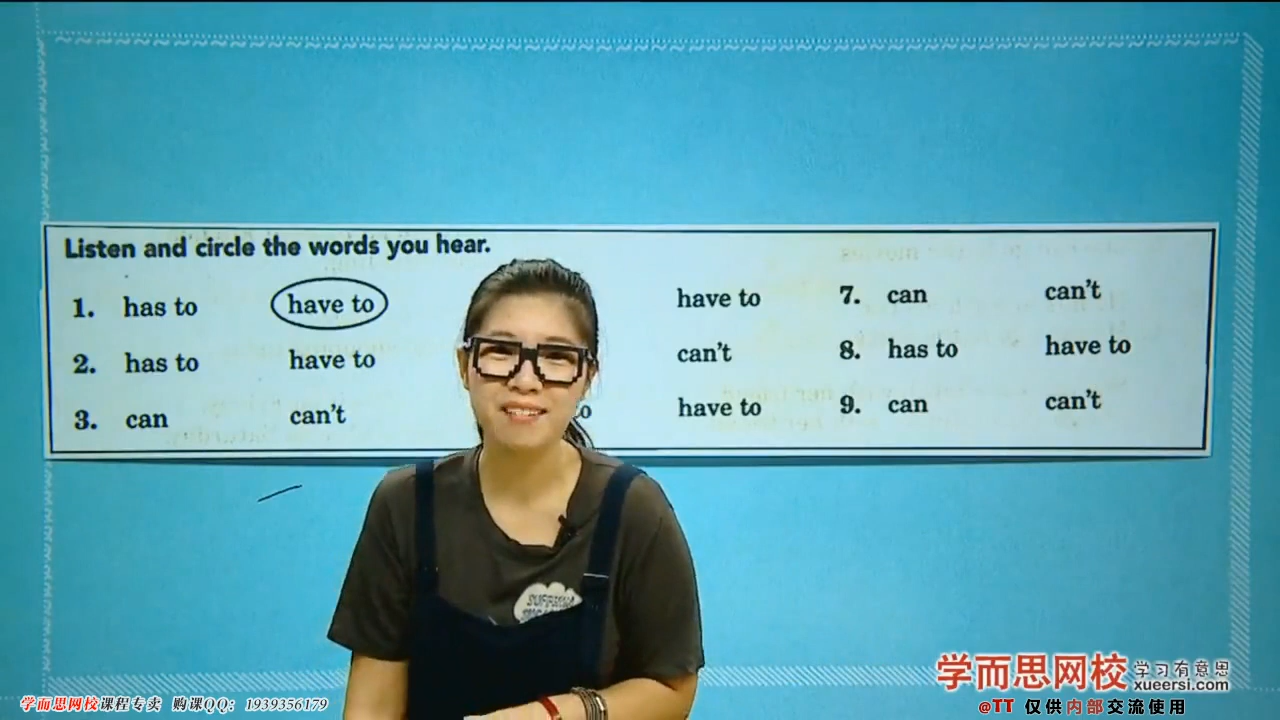 Listen and circle the words you hear.
1. has to have to
2. has to have to
3. can can't
have to
can't
to have to
7. can can't
8. has to have to
9. can can't
学而思网校 学习有意思
xueersi.com
学而思网校课程专卖 购课QQ: 1939356179
@TT 仅供内部交流使用